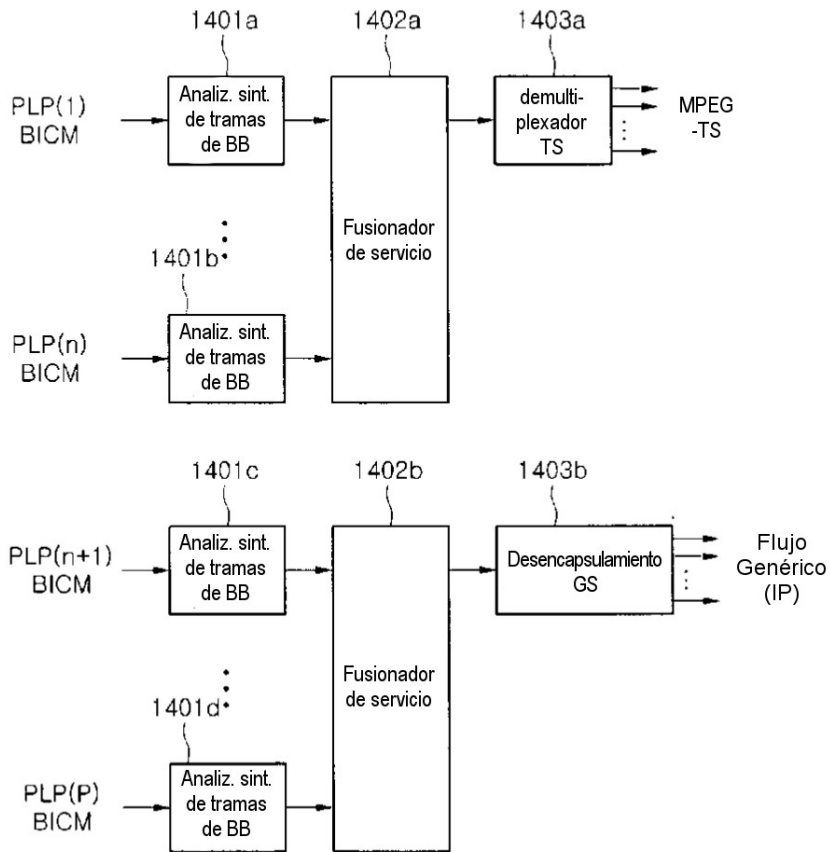 1401a
1402a
1403a
PLP(1)
BICM
Analiz. sint.
de tramas
de BB
Fusionador
de servicio
demulti-
plexador
TS
MPEG
-TS
1401b
PLP(n)
BICM
Analiz. sint.
de tramas
de BB
1401c
1402b
1403b
PLP(n+1)
BICM
Analiz. sint.
de tramas
de BB
Fusionador
de servicio
Desencapsulamiento
GS
Flujo
Genérico
(IP)
1401d
PLP(P)
BICM
Analiz. sint.
de tramas
de BB